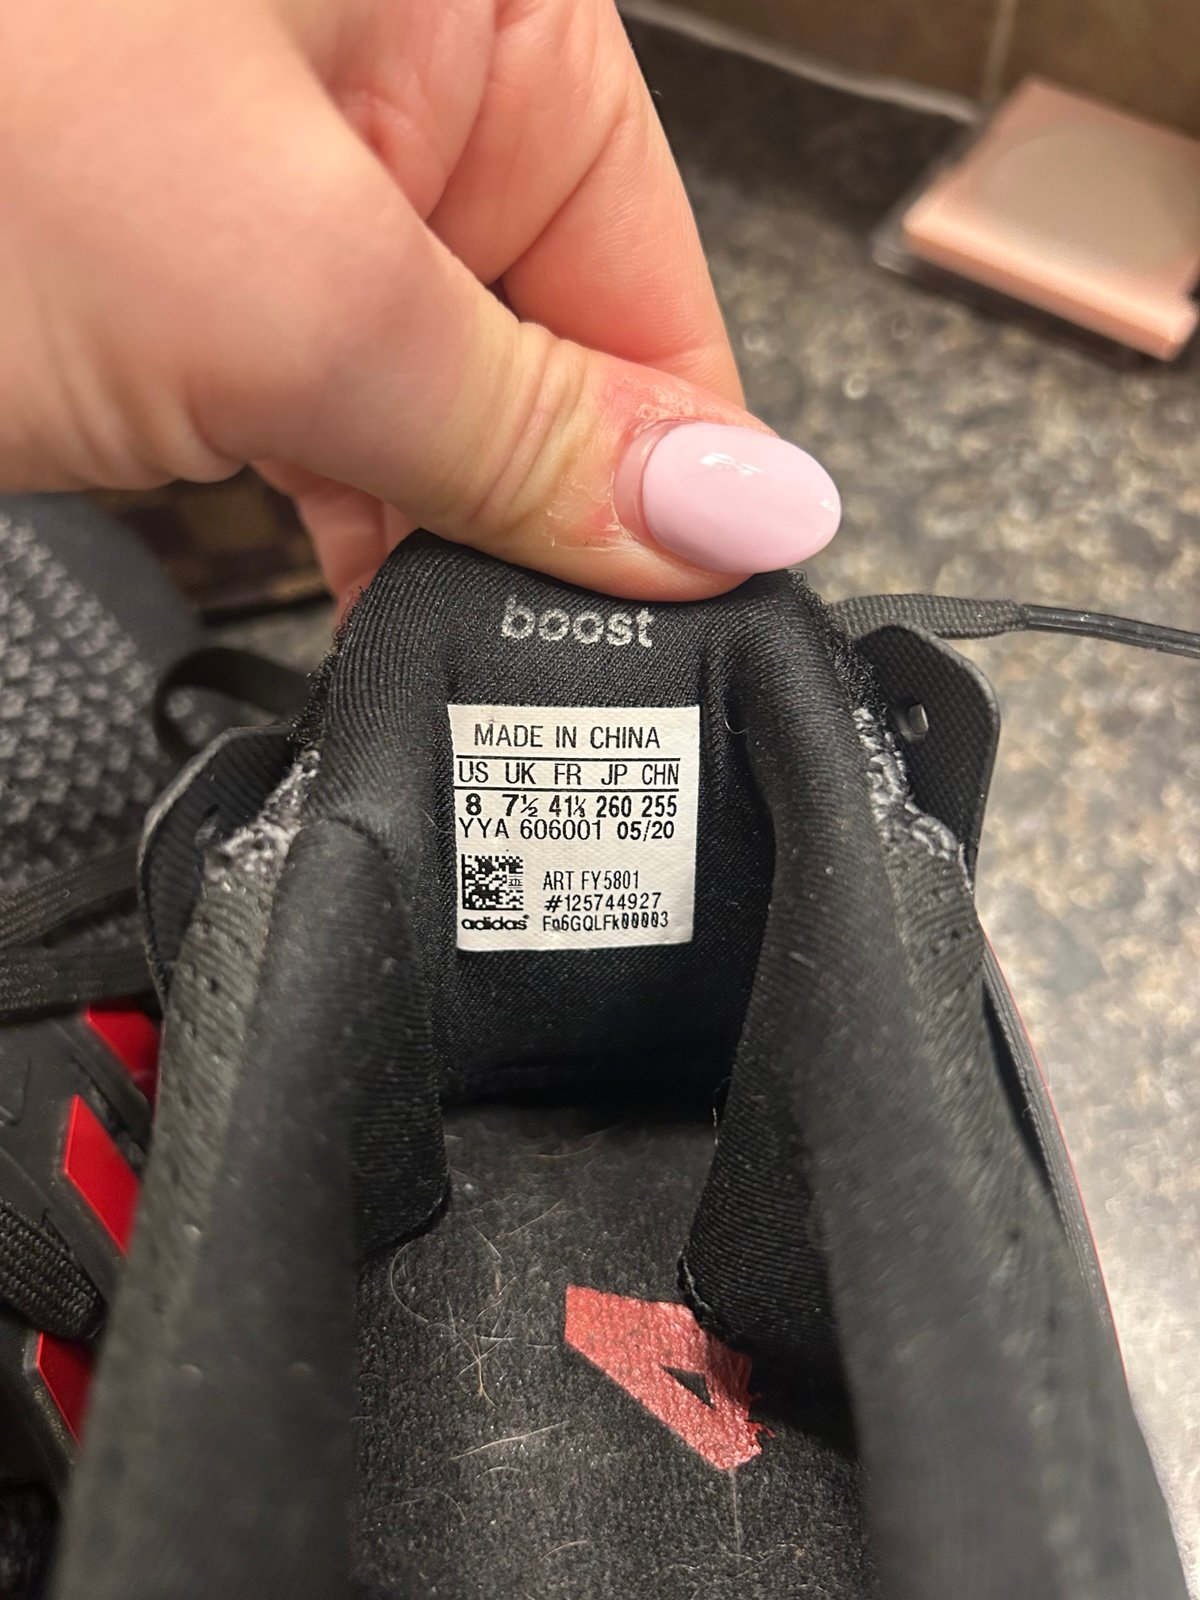 boost
MADE IN CHINA
US UK FR JP CHN
8 7½ 41⅓ 260 255
YYA 606001 05/20
ART FY5801
#125744927
adidas® Fn6GQLFk00003